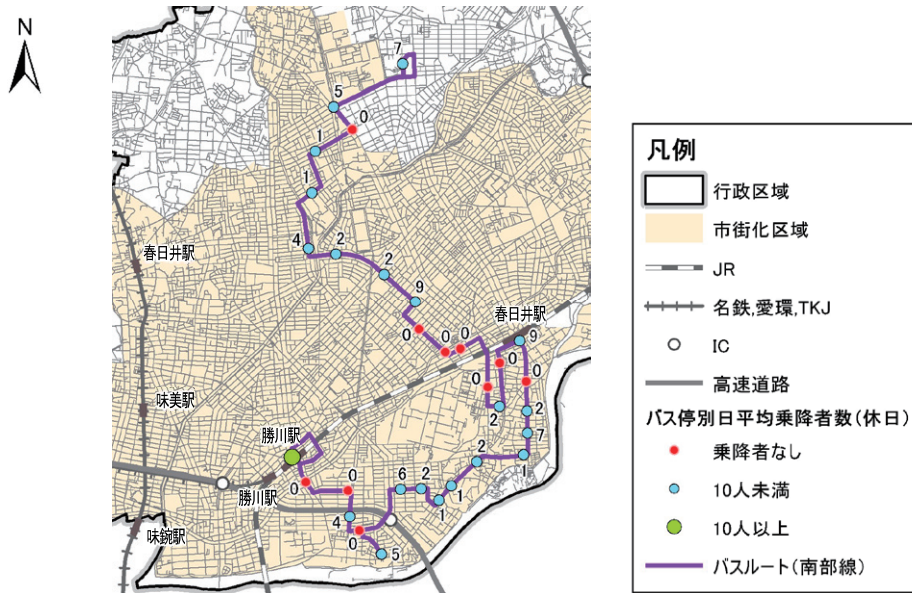 N
7
5
0
1
1
4
2
2
9
春日井駅
春日井駅
0
0
0
9
0
0
0
2
2
7
味美駅
勝川駅
2
1
0
0
6
2
1
1
勝川駅
4
0
5
味鋺駅
凡例
行政区域
市街化区域
JR
名鉄,愛環,TKJ
IC
高速道路
バス停別日平均乗降者数(休日)
乗降者なし
10人未満
10人以上
バスルート(南部線)